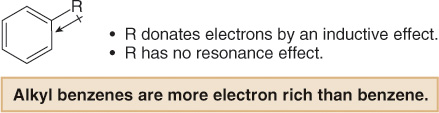 R
• R donates electrons by an inductive effect.
• R has no resonance effect.
Alkyl benzenes are more electron rich than benzene.